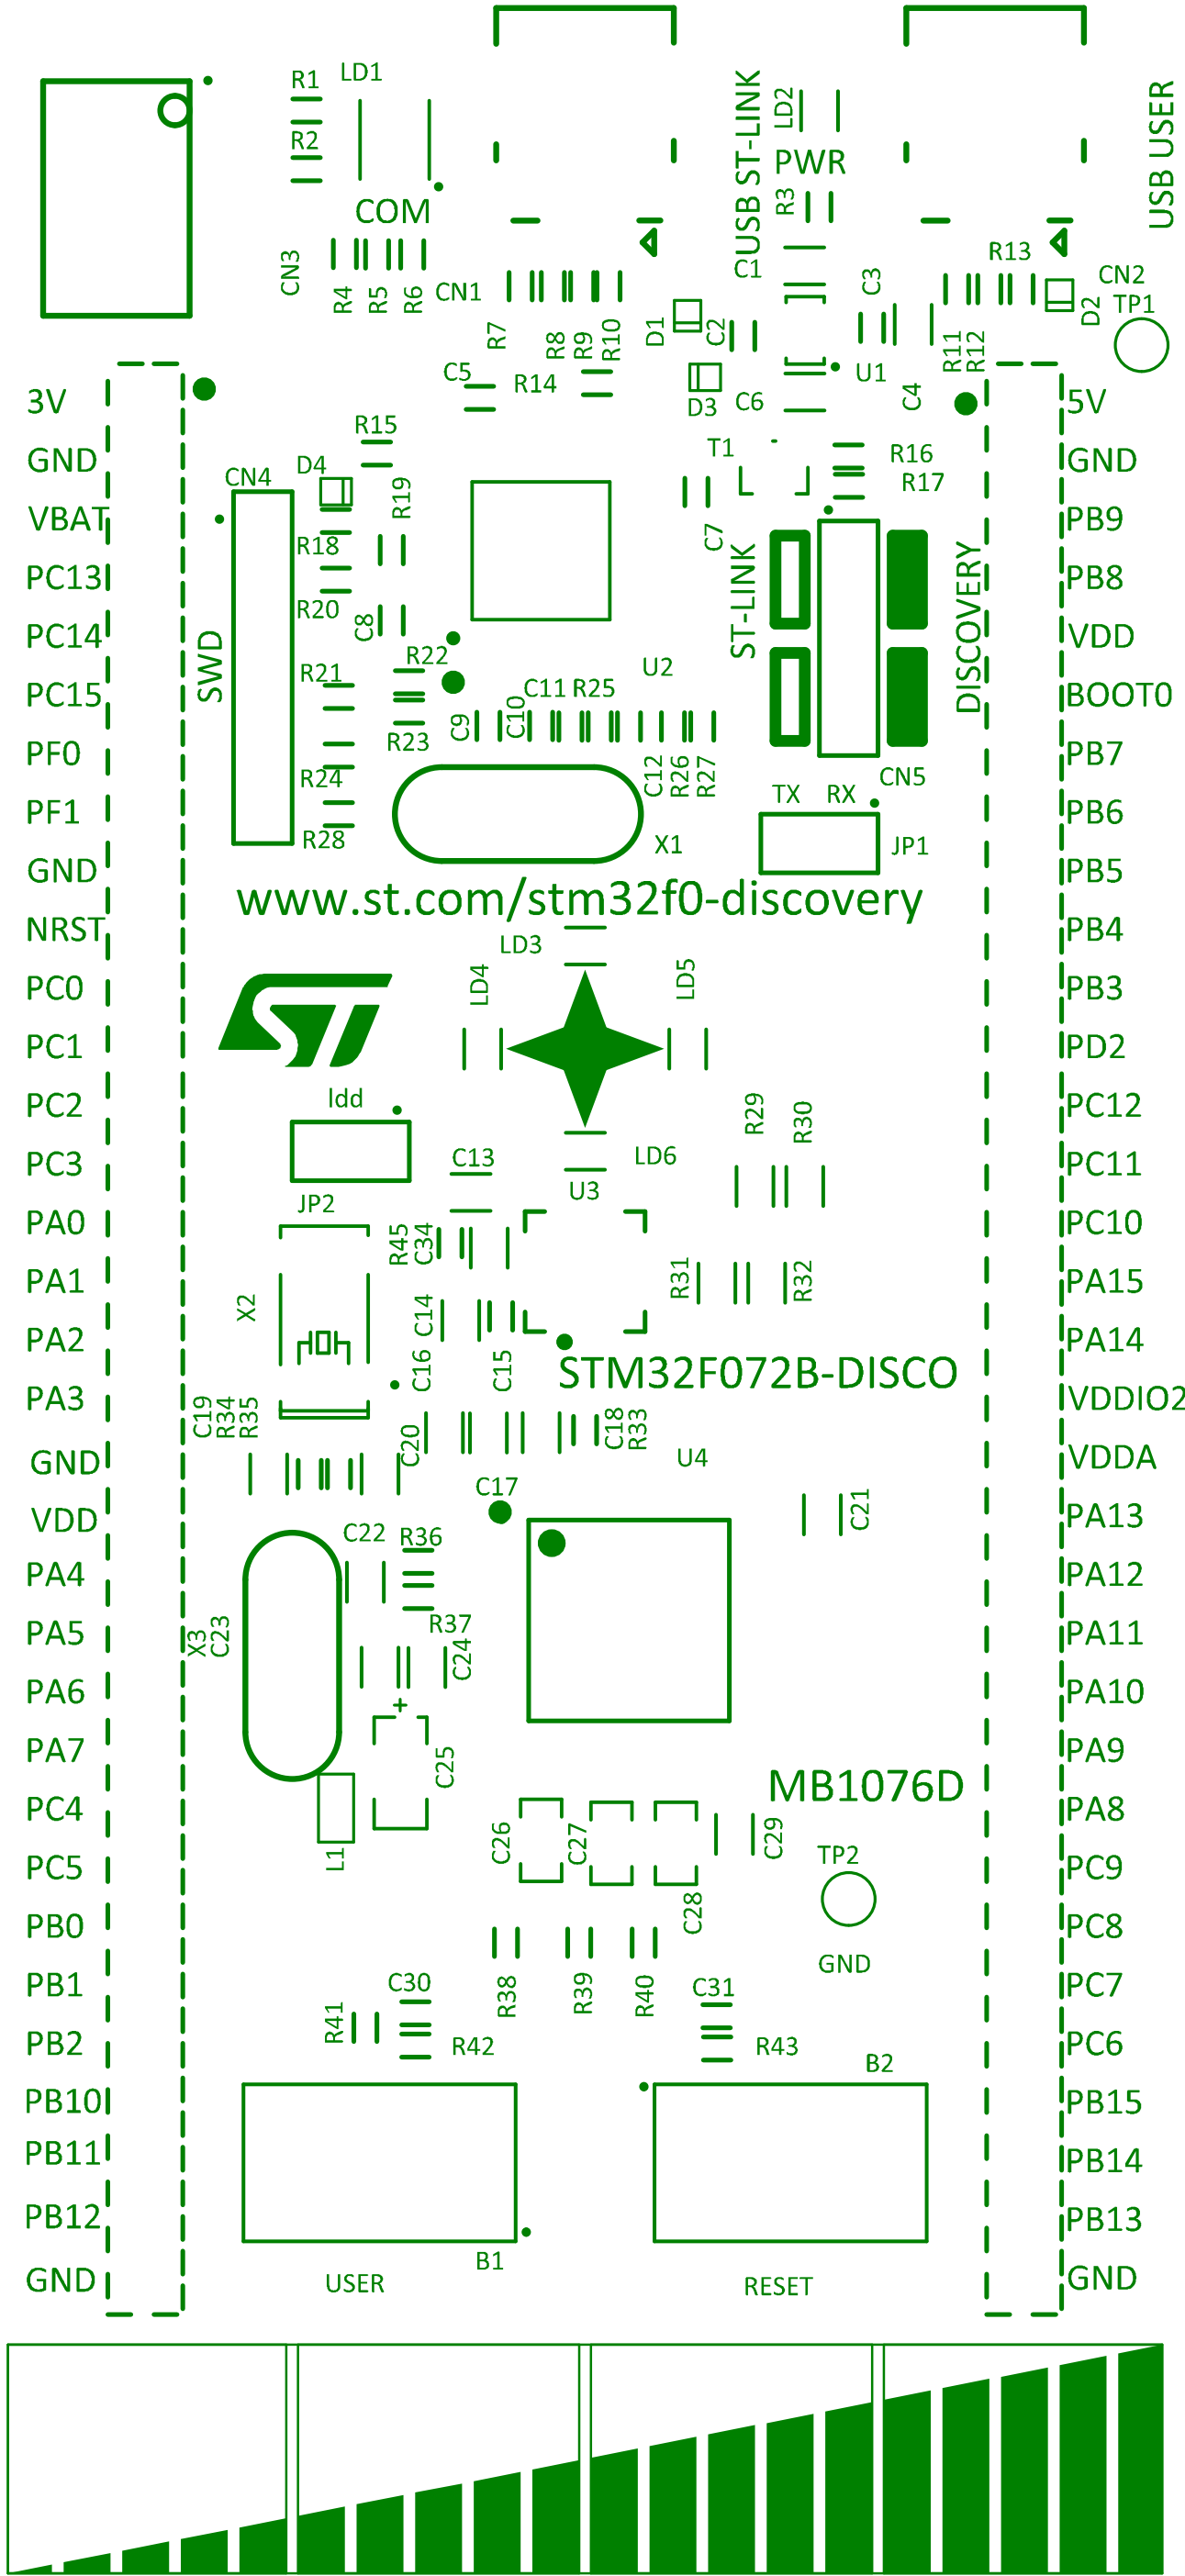 R1
LD1
R2
COM
CN3
R4
R5
R6
CN1
R7
R8
R9
R10
USB ST-LINK
LD2
PWR
R3
C1
USB USER
R13
CN2
TP1
D2
D1
C2
C3
U1
C4
R11
R12
C5
R14
D3
C6
3V
GND
VBAT
PC13
PC14
PC15
PF0
PF1
GND
NRST
PC0
PC1
PC2
PC3
PA0
PA1
PA2
PA3
GND
VDD
PA4
PA5
PA6
PA7
PC4
PC5
PB0
PB1
PB2
PB10
PB11
PB12
GND
R15
T1
R16
R17
CN4
D4
R19
C7
R18
R20
C8
ST-LINK
DISCOVERY
SWD
R22
R21
U2
C11
R25
C9
C10
R23
R24
C12
R26
R27
CN5
TX
RX
R28
X1
JP1
www.st.com/stm32f0-discovery
LD3
LD4
LD5
ST
Idd
R29
R30
C13
LD6
JP2
U3
R45
C34
R31
R32
X2
C14
C16
C15
STM32F072B-DISCO
C19
R34
R35
C20
C18
R33
U4
C17
C21
C22
R36
R37
X3
C23
C24
+
C25
MB1076D
L1
C26
C27
C28
C29
TP2
GND
R38
R39
R40
C30
C31
R41
R42
R43
B2
B1
USER
RESET
5V
GND
PB9
PB8
VDD
BOOT0
PB7
PB6
PB5
PB4
PB3
PD2
PC12
PC11
PC10
PA15
PA14
VDDIO2
VDDA
PA13
PA12
PA11
PA10
PA9
PA8
PC9
PC8
PC7
PC6
PB15
PB14
PB13
GND